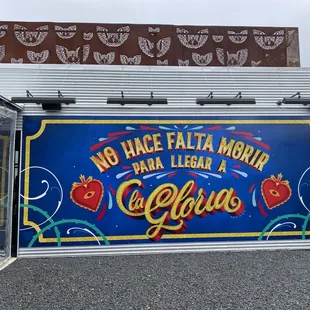 NO HACE FALTA MORIR
PARA LLEGAR A
La Gloria